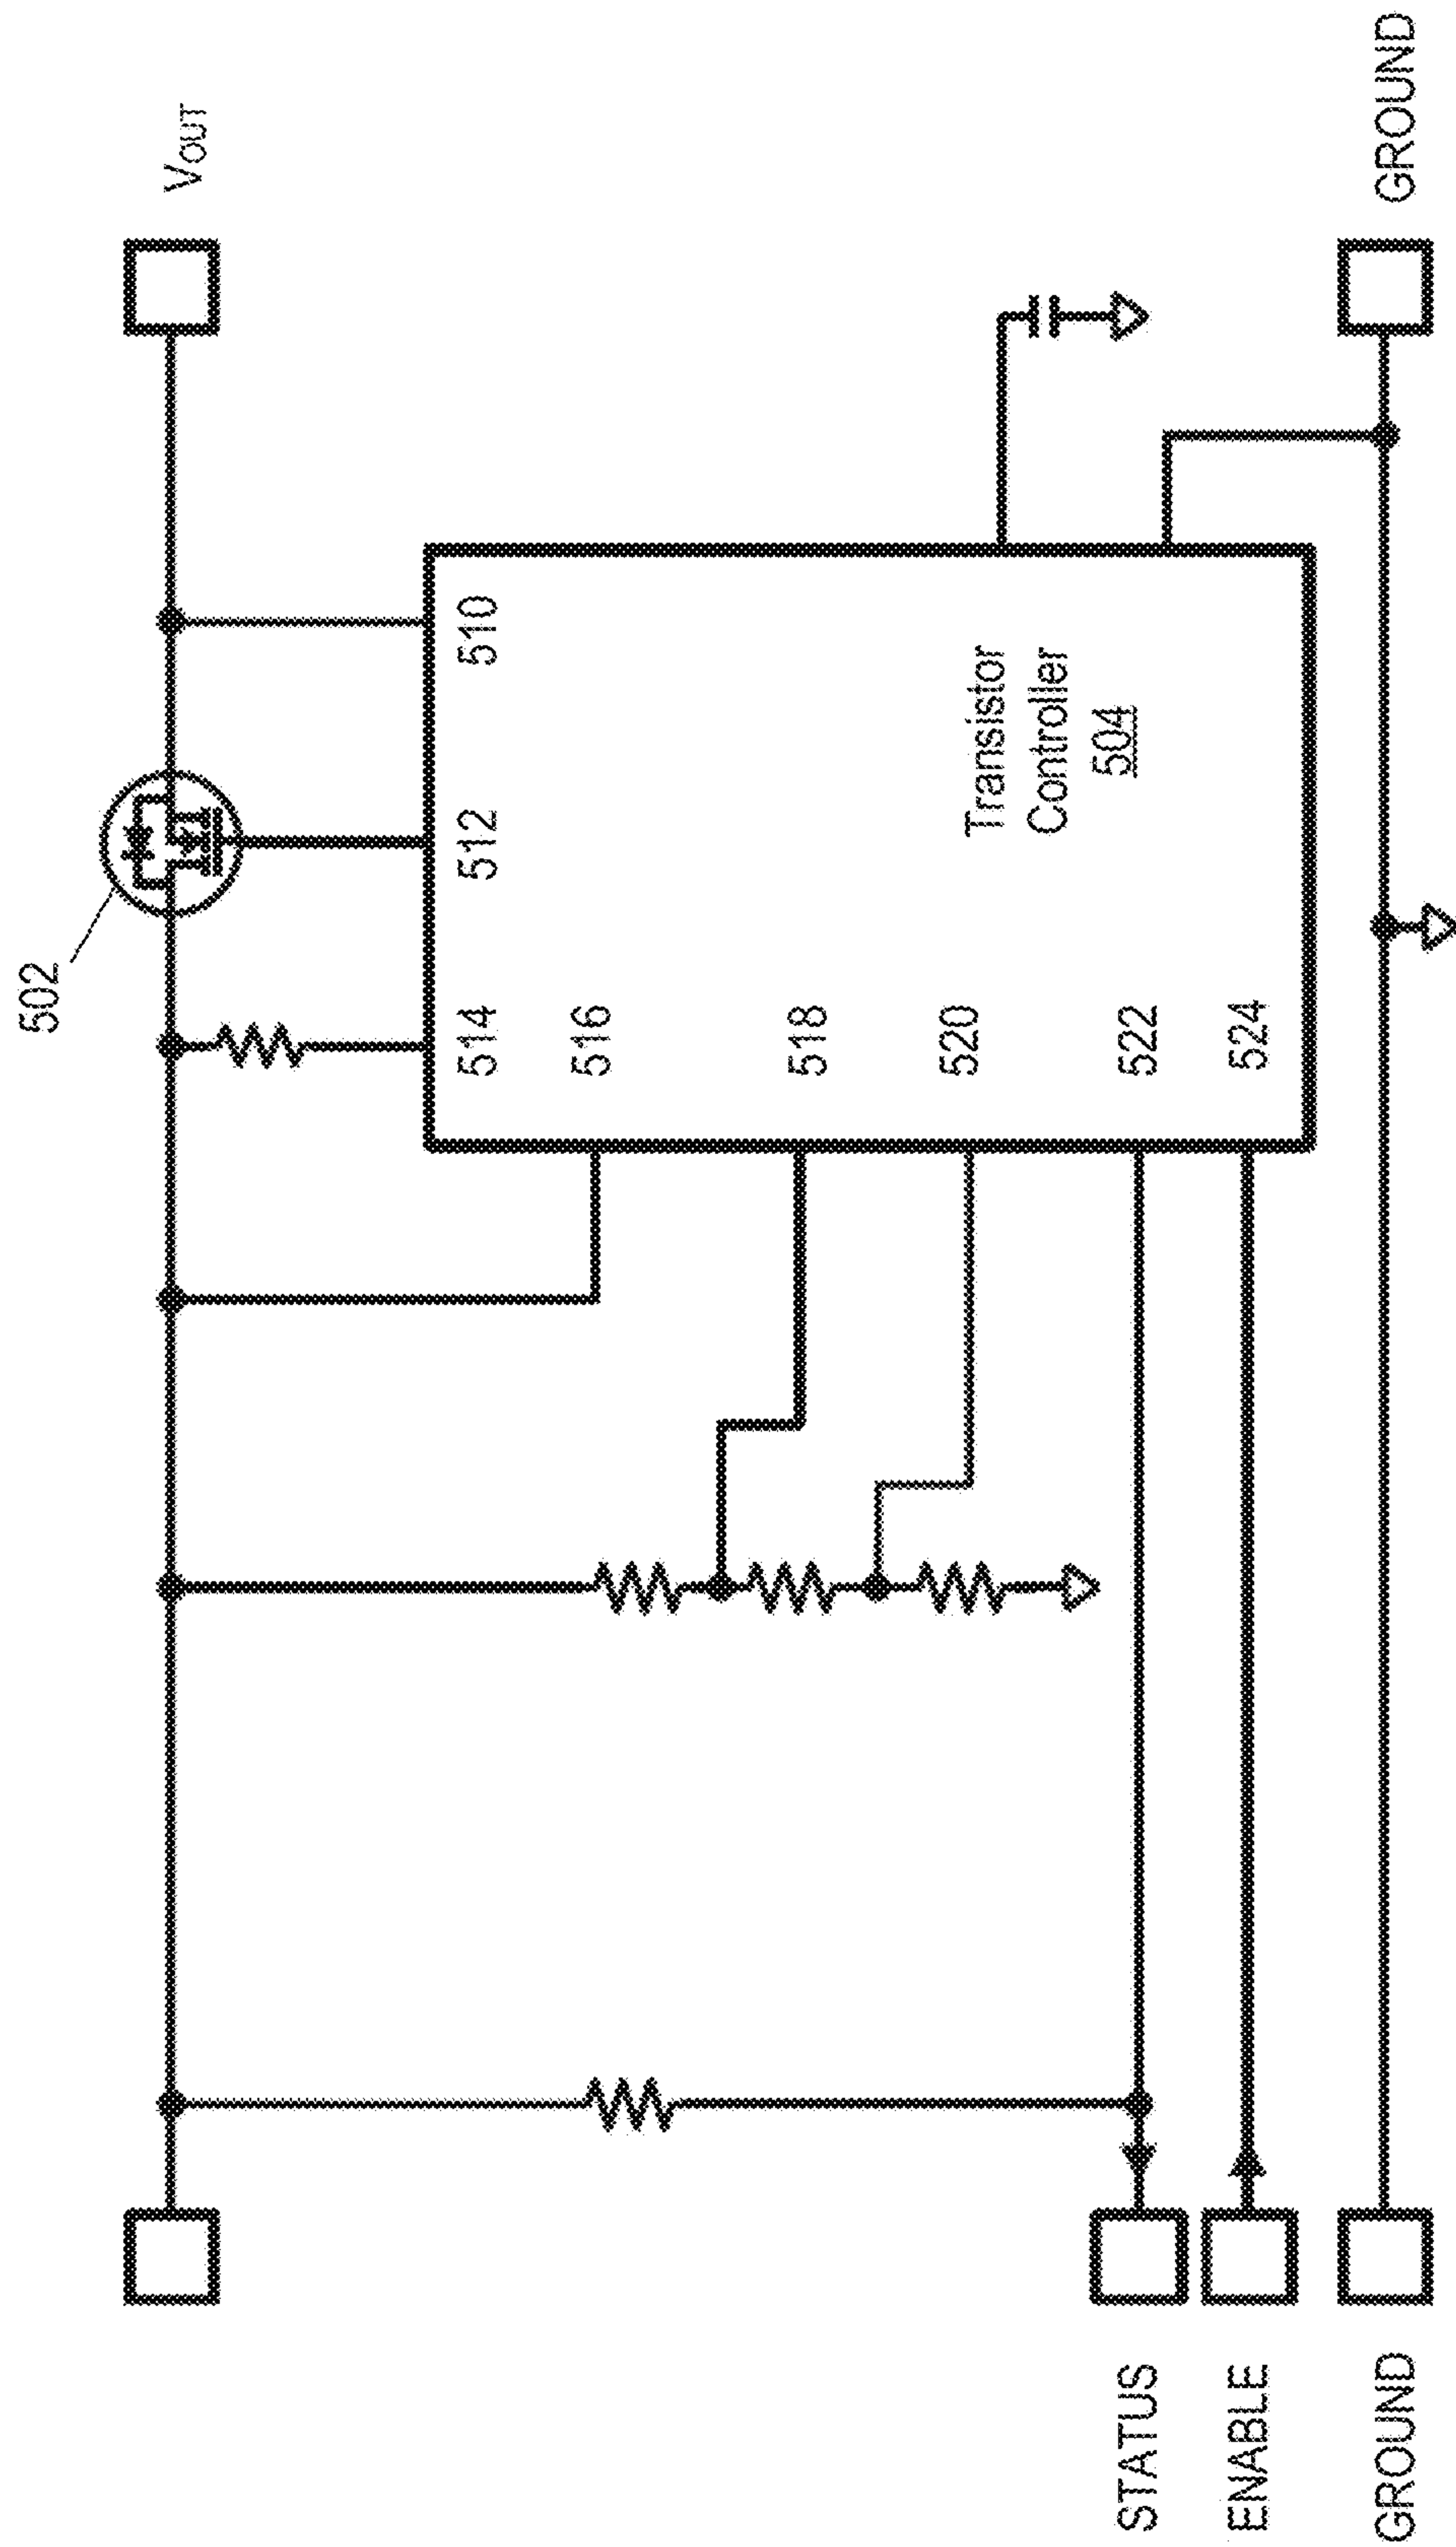 502
V_OUT
514
512
510
516
518
520
522
524
Transistor
Controller
504
STATUS
ENABLE
GROUND
GROUND